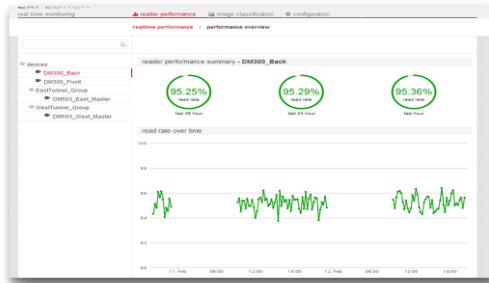 real time monitoring
reader performance image classification configuration
realtime performance performance overview
devices
DM300_Back
DM300_Front
EastTunnel_Group
DM503_East_Master
WestTunnel_Group
DM503_West_Master
reader performance summary - DM300_Back
95.25%
read rate
last 48 hour
95.29%
read rate
last 24 hour
95.36%
read rate
last hour
read rate over time
100
98
96
94
92
90
11. Feb 06:00 12:00 18:00 12. Feb 06:00 12:00 18:00